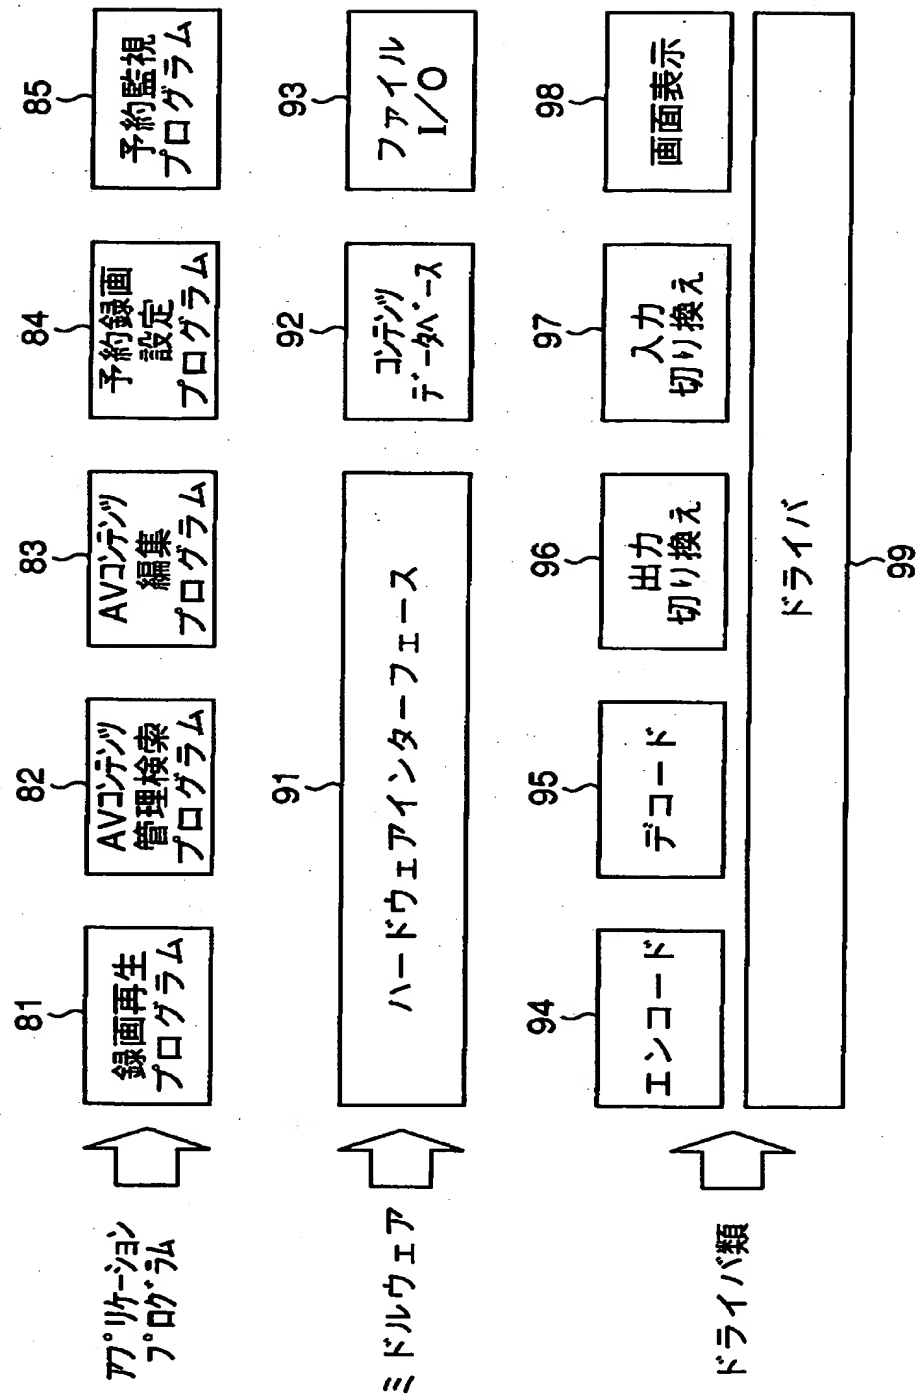 アプリケーション
プログラム
81
録画再生
プログラム
82
AVコンテンツ
管理検索
プログラム
83
AVコンテンツ
編集
プログラム
84
予約録画
設定
プログラム
85
予約監視
プログラム
ミドルウェア
91
ハードウェアインターフェース
92
コンテンツ
データベース
93
ファイル
I/O
ドライバ類
94
エンコード
95
デコード
96
出力
切り換え
97
入力
切り換え
98
画面表示
ドライバ
99